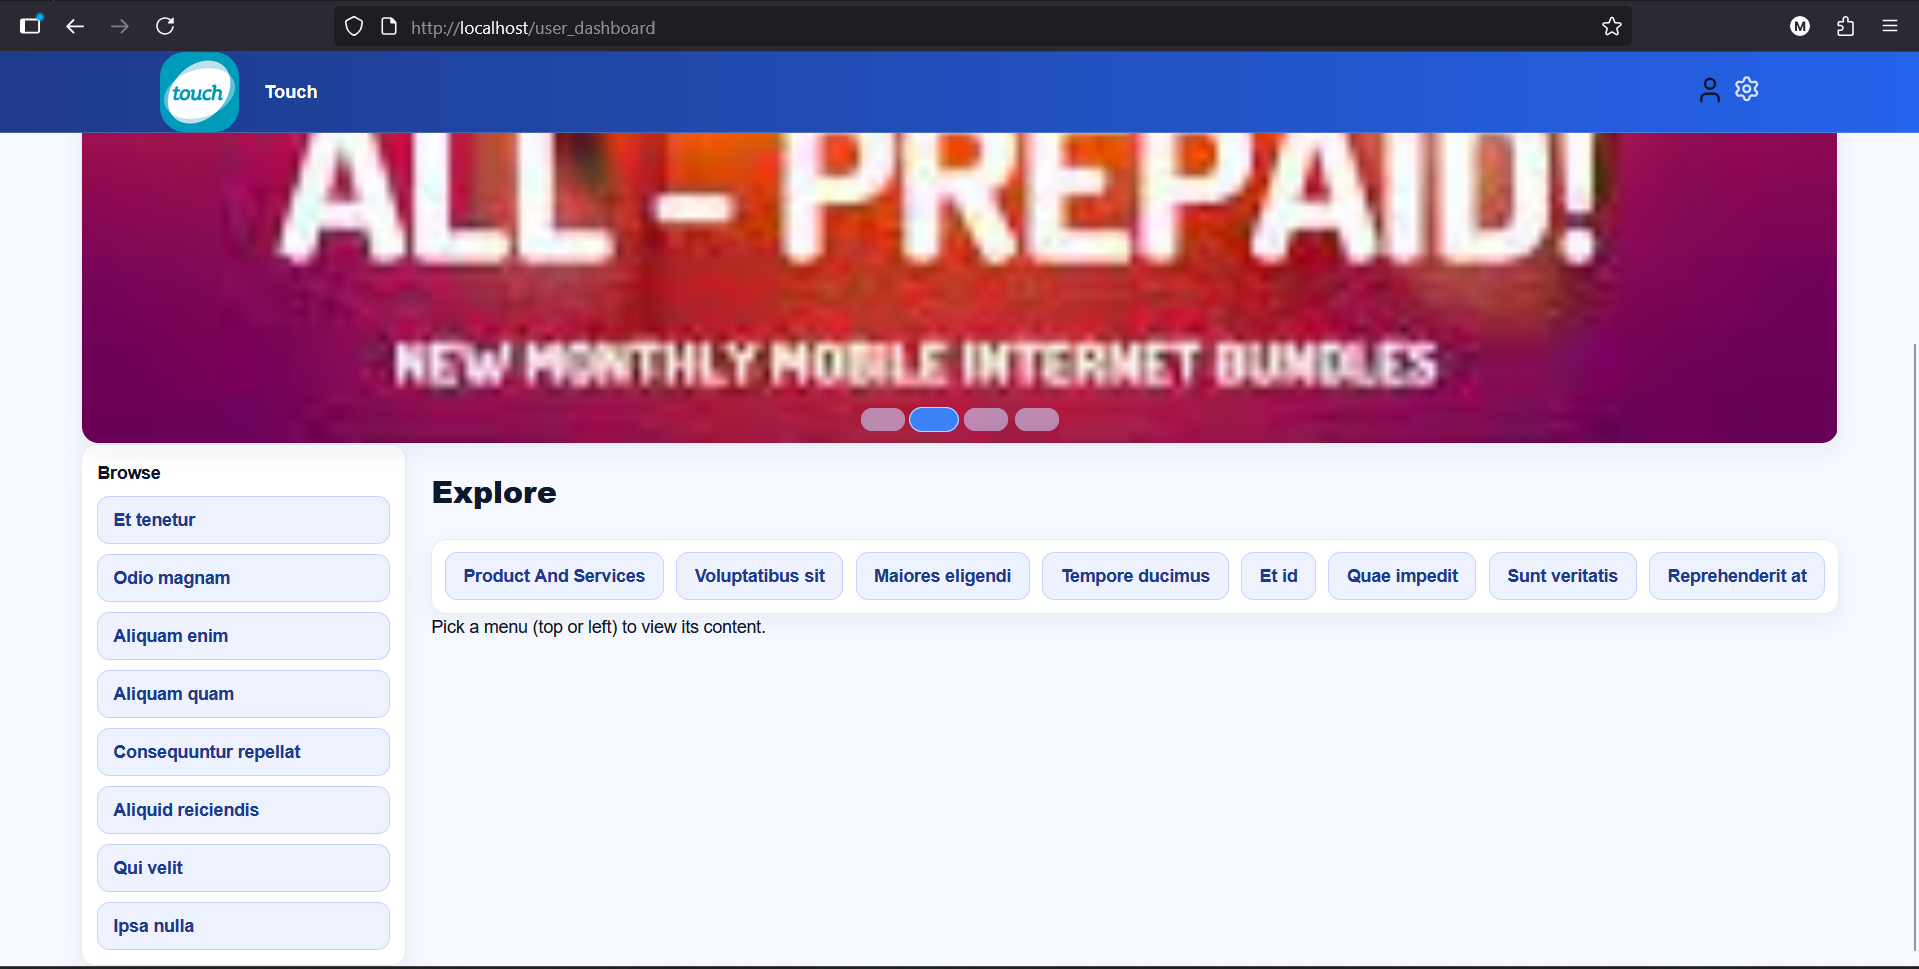 http://localhost/user_dashboard
M
touch
Touch
ALL - PREPAID!
NEW MONTHLY MOBILE INTERNET BUNDLES
Browse
Et tenetur
Odio magnam
Aliquam enim
Aliquam quam
Consequuntur repellat
Aliquid reiciendis
Qui velit
Ipsa nulla
Explore
Product And Services Voluptatibus sit Maiores eligendi Tempore ducimus Et id Quae impedit Sunt veritatis Reprehenderit at
Pick a menu (top or left) to view its content.